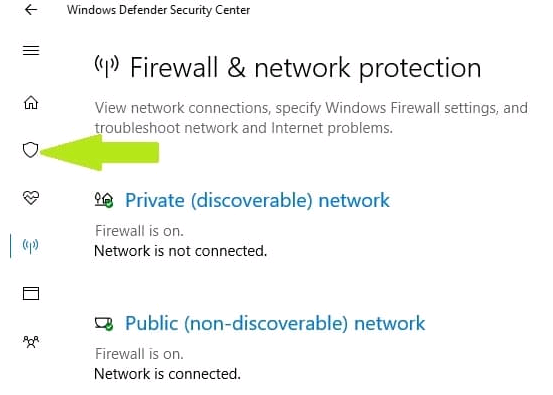 Windows Defender Security Center
Firewall & network protection
View network connections, specify Windows Firewall settings, and
troubleshoot network and Internet problems.
Private (discoverable) network
Firewall is on.
Network is not connected.
Public (non-discoverable) network
Firewall is on.
Network is connected.